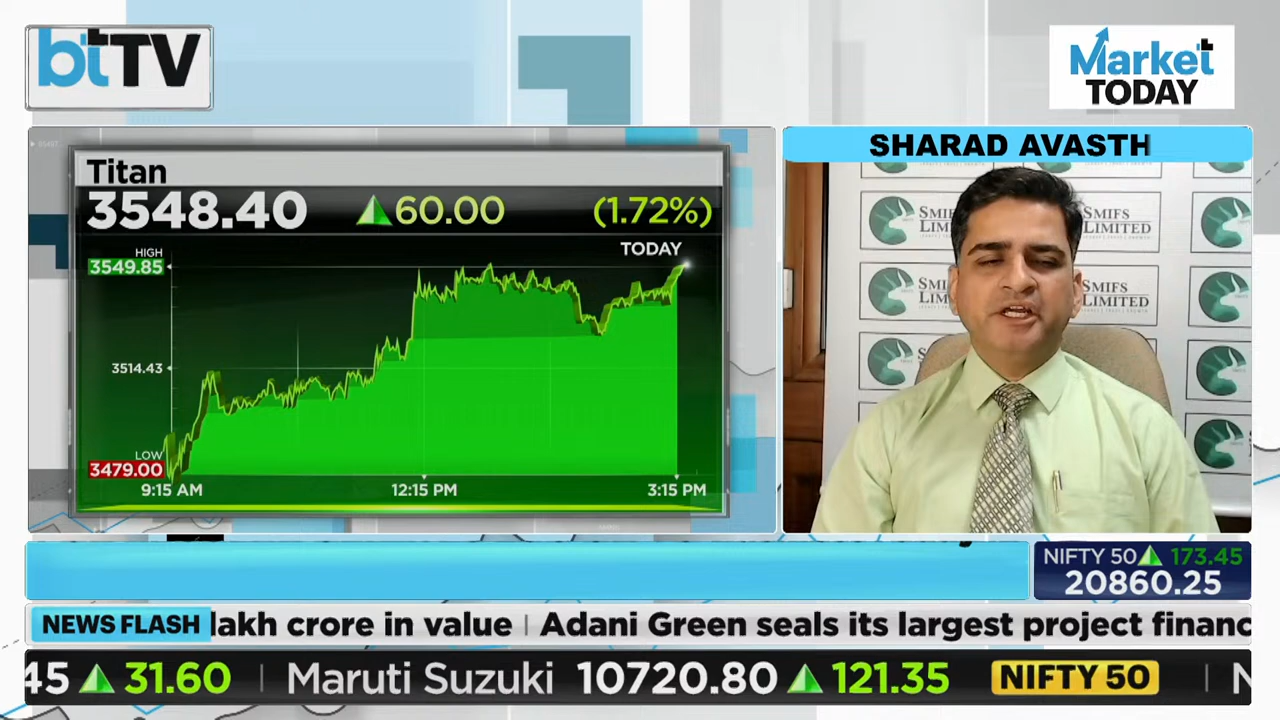 btTV
Market
TODAY
Titan
3548.40 60.00 (1.72%)
TODAY
HIGH
3549.85
3514.43
LOW
3479.00
9:15 AM 12:15 PM 3:15 PM
SHARAD AVASTH
SMIFS
LIMITED
SMIFS
LIMITED
NIFTY 50 173.45
20860.25
NEWS FLASH lakh crore in value | Adani Green seals its largest project financ
45 31.60 | Maruti Suzuki 10720.80 121.35 NIFTY 50 | N